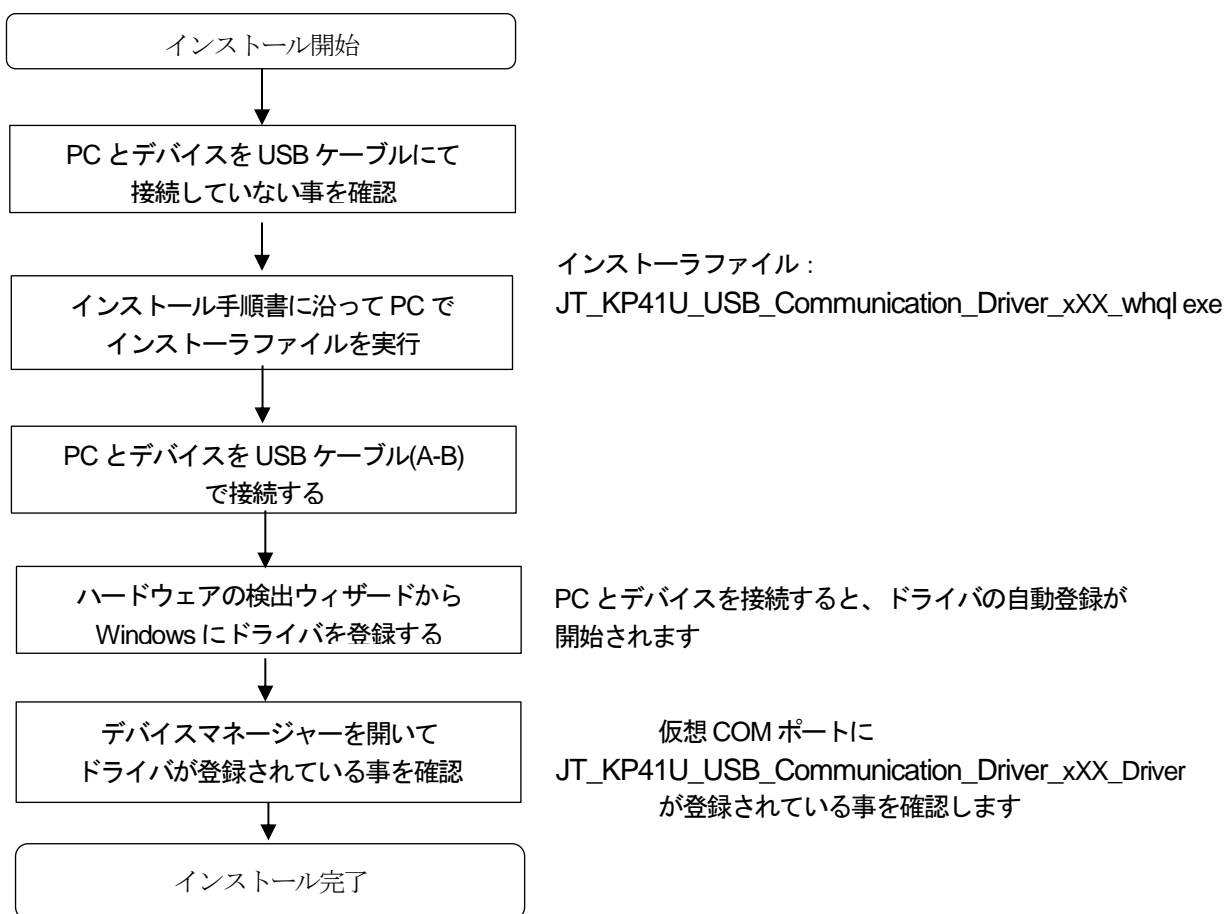 インストール開始
PC とデバイスを USB ケーブルにて
接続していない事を確認
インストール手順書に沿って PC で
インストーラファイルを実行
インストーラファイル：
JT_KP41U_USB_Communication_Driver_xXX_whql exe
PC とデバイスを USB ケーブル(A-B)
で接続する
ハードウェアの検出ウィザードから
Windows にドライバを登録する
PC とデバイスを接続すると、ドライバの自動登録が
開始されます
デバイスマネージャーを開いて
ドライバが登録されている事を確認
仮想 COM ポートに
JT_KP41U_USB_Communication_Driver_xXX_Driver
が登録されている事を確認します
インストール完了